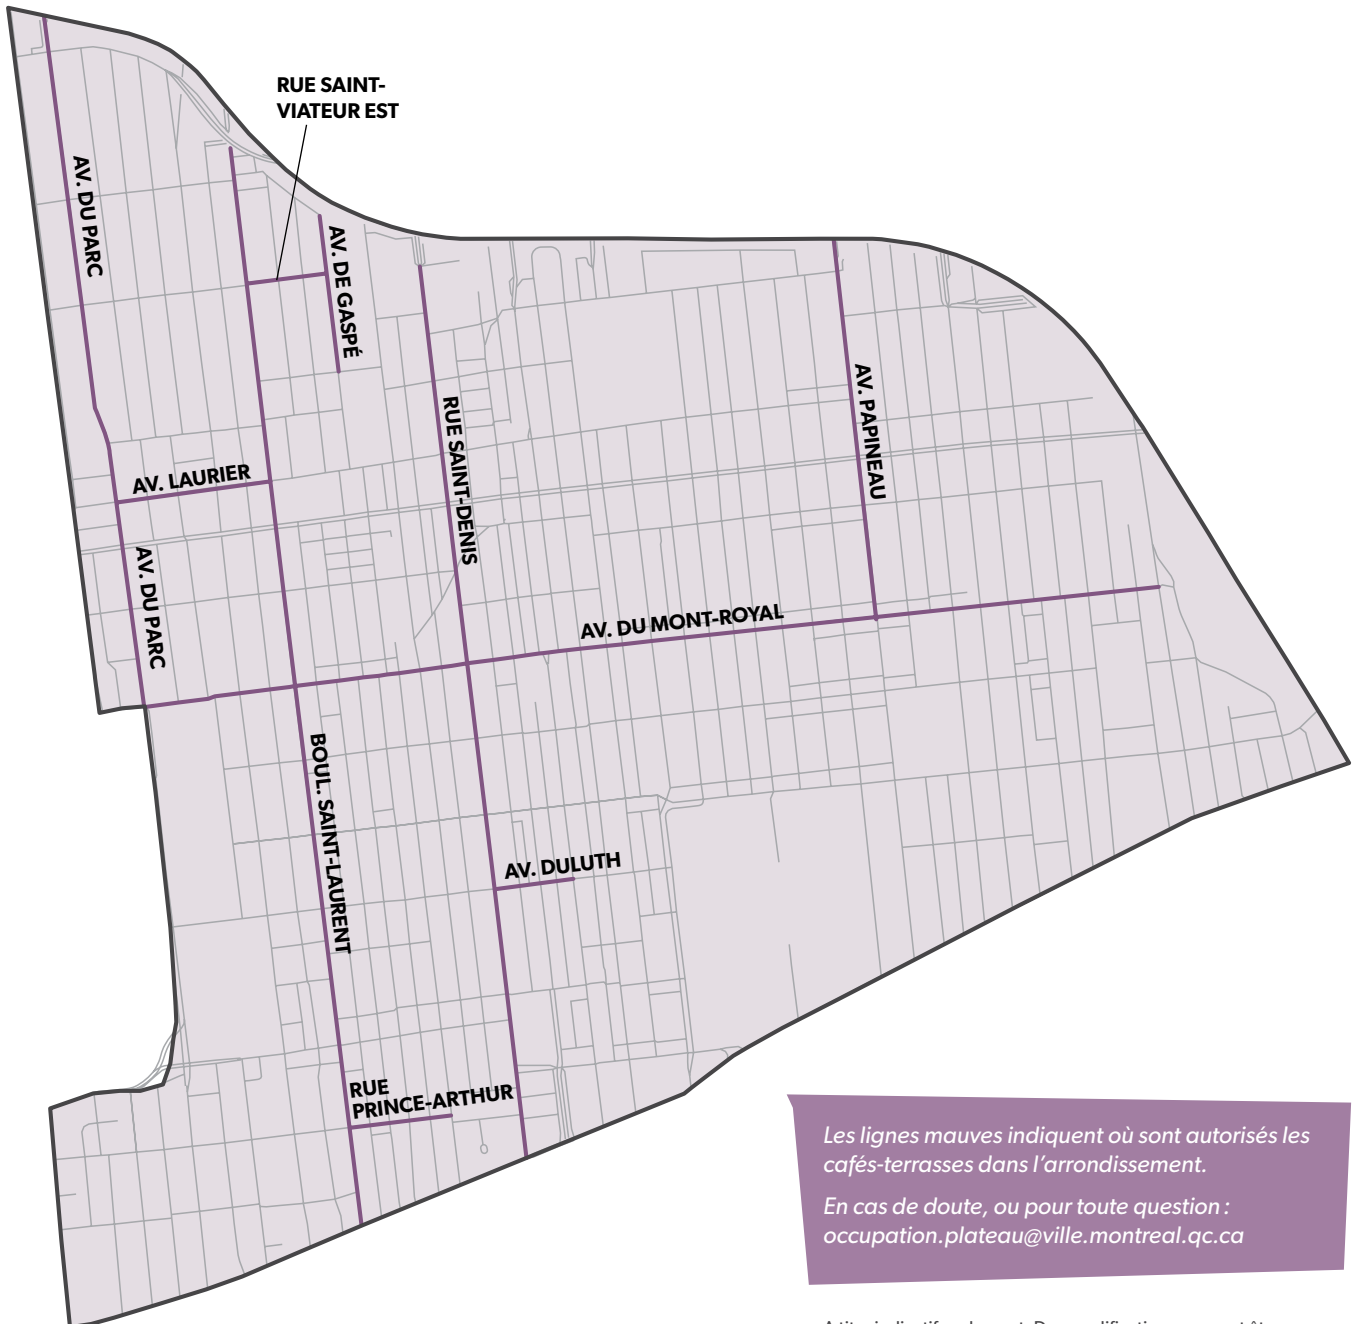 RUE SAINT-
VIATEUR EST
AV. DU PARC
AV. DE GASPÉ
AV. PAPINEAU
RUE SAINT-DENIS
AV. LAURIER
AV. DU PARC
AV. DU MONT-ROYAL
BOUL. SAINT-LAURENT
AV. DULUTH
RUE
PRINCE-ARTHUR
Les lignes mauves indiquent où sont autorisés les
cafés-terrasses dans l’arrondissement.
En cas de doute, ou pour toute question :
occupation.plateau@ville.montreal.qc.ca